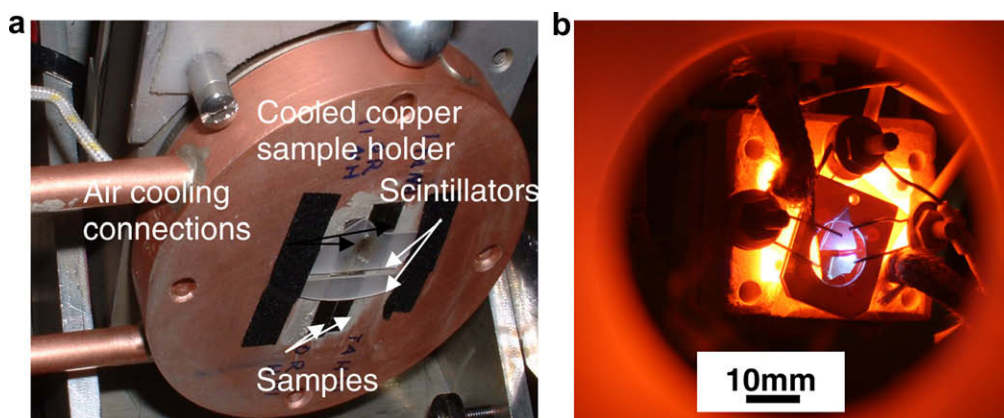 a
Cooled copper
sample holder
Air cooling
connections
Scintillators
Samples
b
10mm